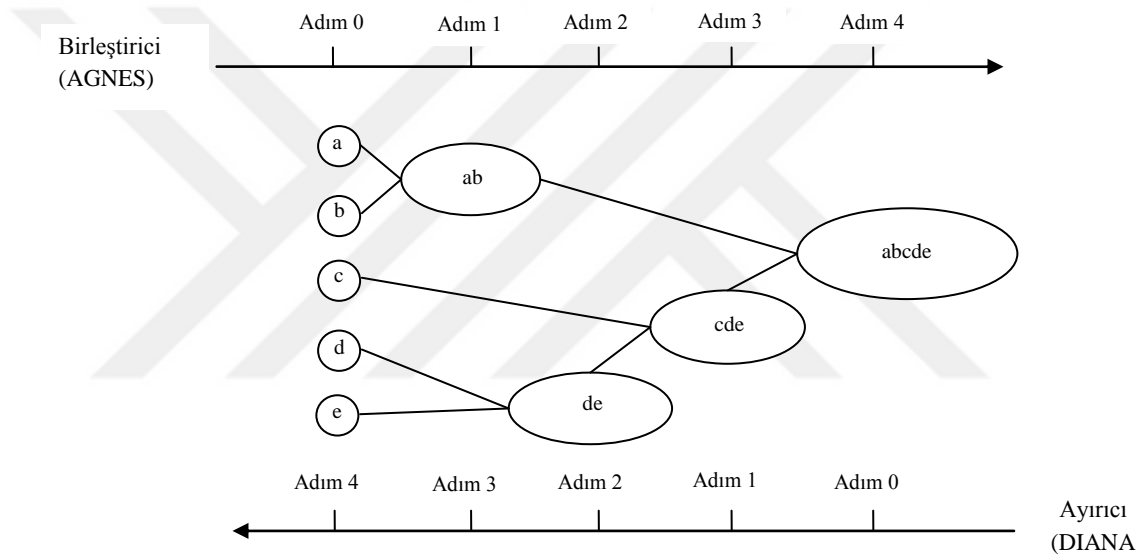 Adım 0 Adım 1 Adım 2 Adım 3 Adım 4
Birleştirici
(AGNES)
a
ab
b
abcde
c
cde
d
de
e
Adım 4 Adım 3 Adım 2 Adım 1 Adım 0
Ayırıcı
(DIANA